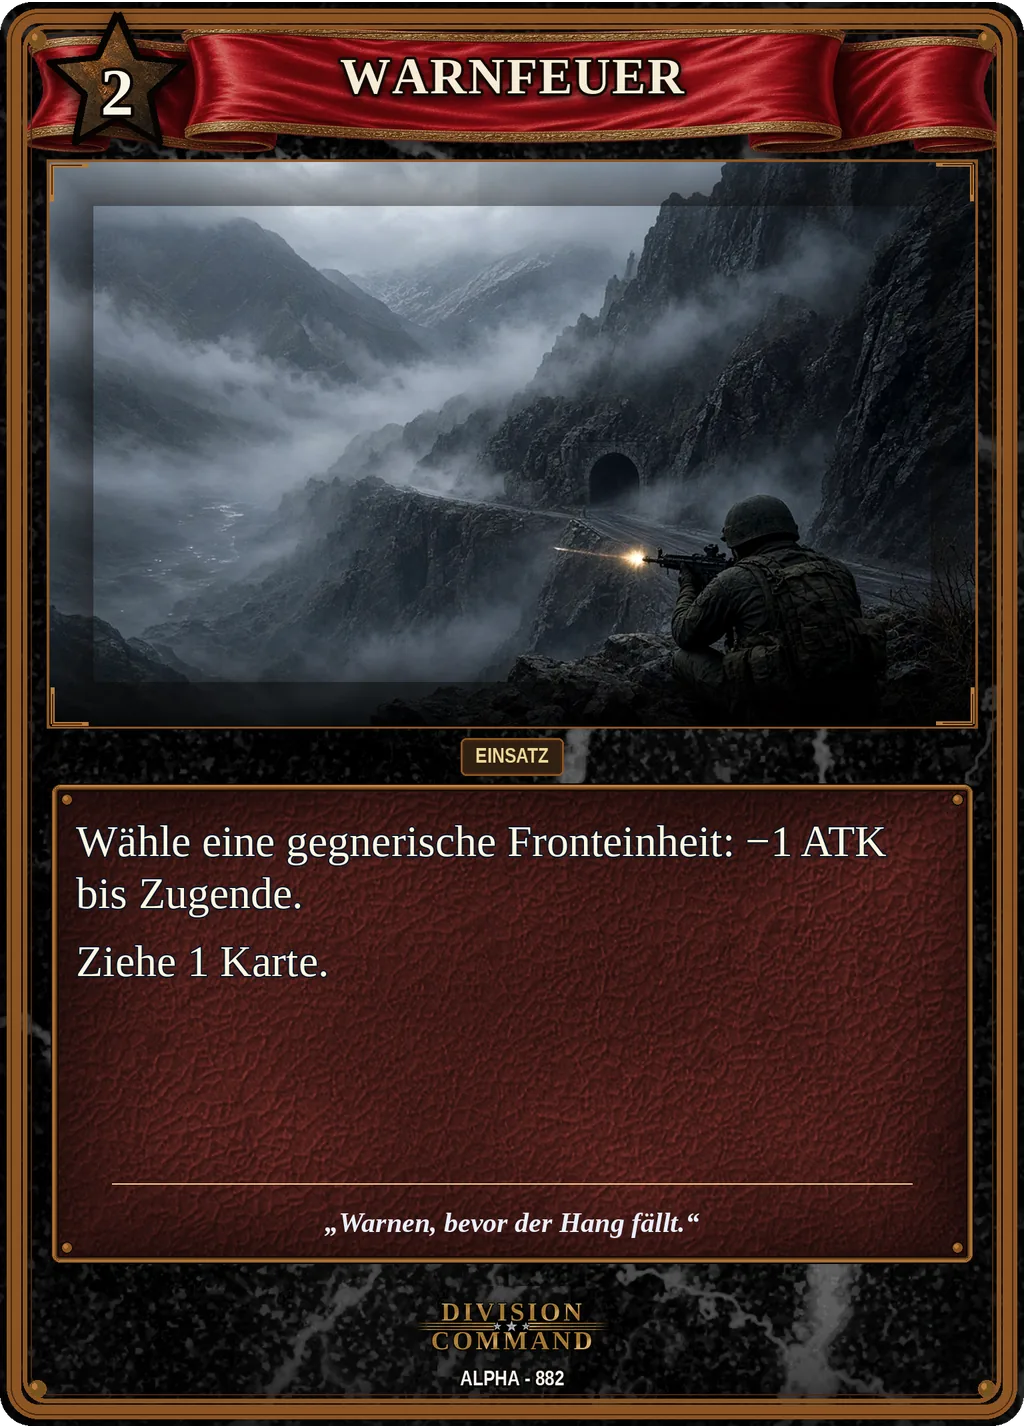 2
WARNFEUER
EINSATZ
Wähle eine gegnerische Fronteinheit: −1 ATK
bis Zugende.
Ziehe 1 Karte.
„Warnen, bevor der Hang fällt.“
DIVISION
COMMAND
ALPHA - 882